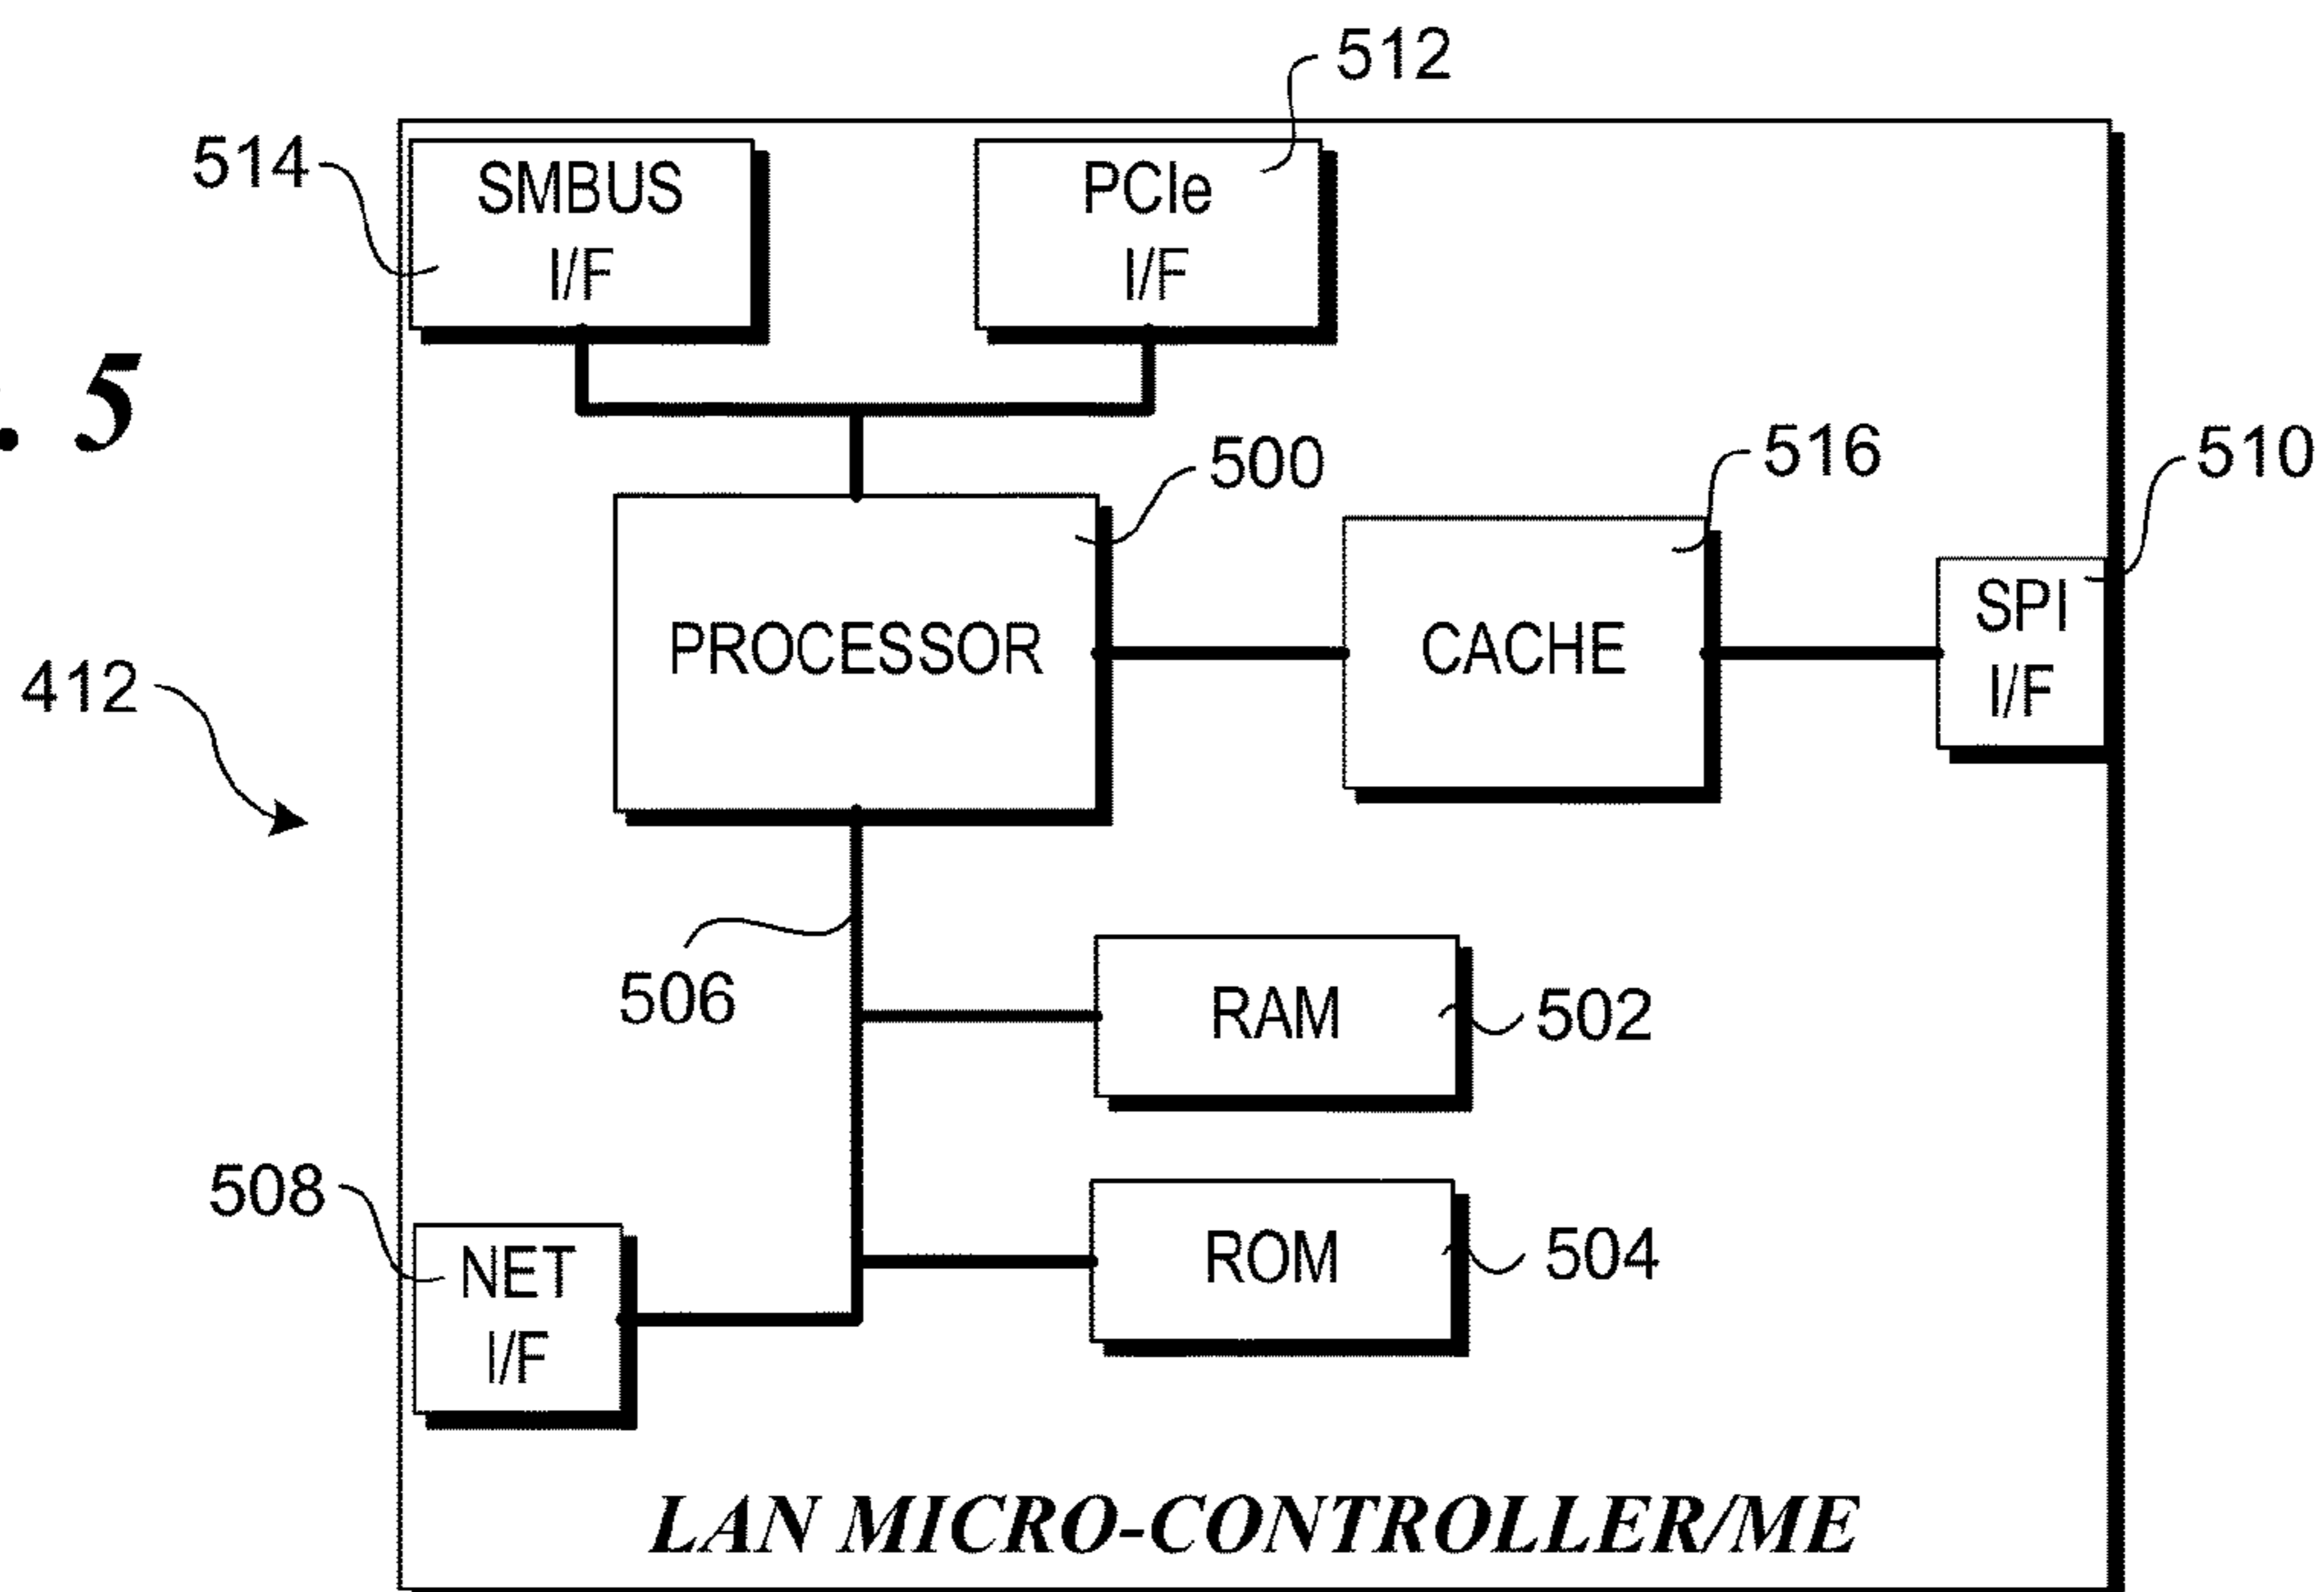 512
514
SMBUS
I/F
PCIe
I/F
. 5
500
516
510
PROCESSOR
CACHE
SPI
I/F
412
506
RAM
502
508
NET
I/F
ROM
504
LAN MICRO-CONTROLLER/ME